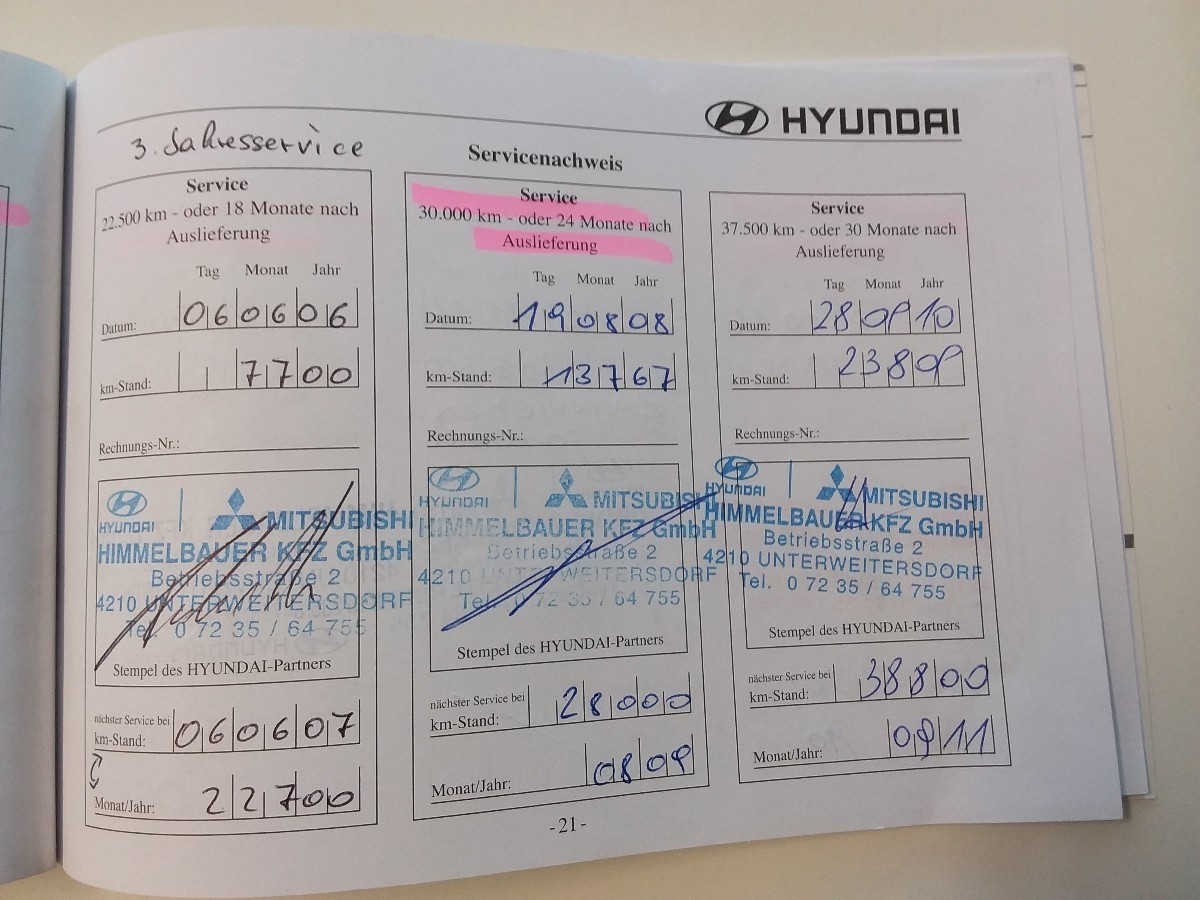 HYUNDAI
3. Jahresservice
Servicenachweis
Service
22.500 km - oder 18 Monate nach
Auslieferung
Tag Monat Jahr
Datum: 060606
km-Stand: 7700
Rechnungs-Nr.:
HYUNDAI MITSUBISHI
HIMMELBAUER KFZ GmbH
Betriebsstraße 2
4210 UNTERWEITERSDORF
Tel. 0 72 35 / 64 755
Stempel des HYUNDAI-Partners
nächster Service bei
km-Stand: 060607
Monat/Jahr: 22700
Service
30.000 km - oder 24 Monate nach
Auslieferung
Tag Monat Jahr
Datum: 190808
km-Stand: 13767
Rechnungs-Nr.:
HYUNDAI MITSUBISHI
HIMMELBAUER KFZ GmbH
Betriebsstraße 2
4210 UNTERWEITERSDORF
Tel. 0 72 35 / 64 755
Stempel des HYUNDAI-Partners
nächster Service bei
km-Stand: 28000
Monat/Jahr: 0809
Service
37.500 km - oder 30 Monate nach
Auslieferung
Tag Monat Jahr
Datum: 280910
km-Stand: 23809
Rechnungs-Nr.:
HYUNDAI MITSUBISHI
HIMMELBAUER KFZ GmbH
Betriebsstraße 2
4210 UNTERWEITERSDORF
Tel. 0 72 35 / 64 755
Stempel des HYUNDAI-Partners
nächster Service bei
km-Stand: 38800
Monat/Jahr: 0911
- 21 -